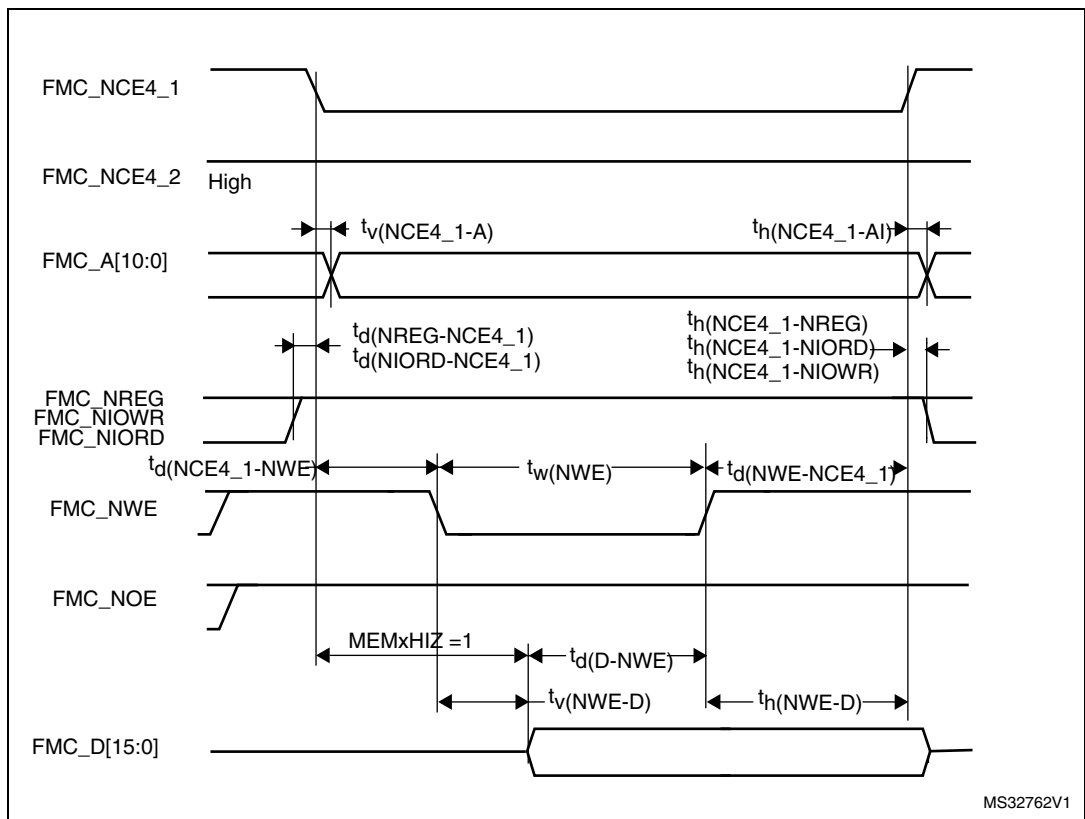 FMC_NCE4_1
FMC_NCE4_2 High
tv(NCE4_1-A) th(NCE4_1-AI)
FMC_A[10:0]
td(NREG-NCE4_1) th(NCE4_1-NREG)
td(NIORD-NCE4_1) th(NCE4_1-NIORD)
th(NCE4_1-NIOWR)
FMC_NREG
FMC_NIOWR
FMC_NIORD
td(NCE4_1-NWE) tw(NWE) td(NWE-NCE4_1)
FMC_NWE
FMC_NOE
MEMxHIZ =1 td(D-NWE)
tv(NWE-D) th(NWE-D)
FMC_D[15:0]
MS32762V1